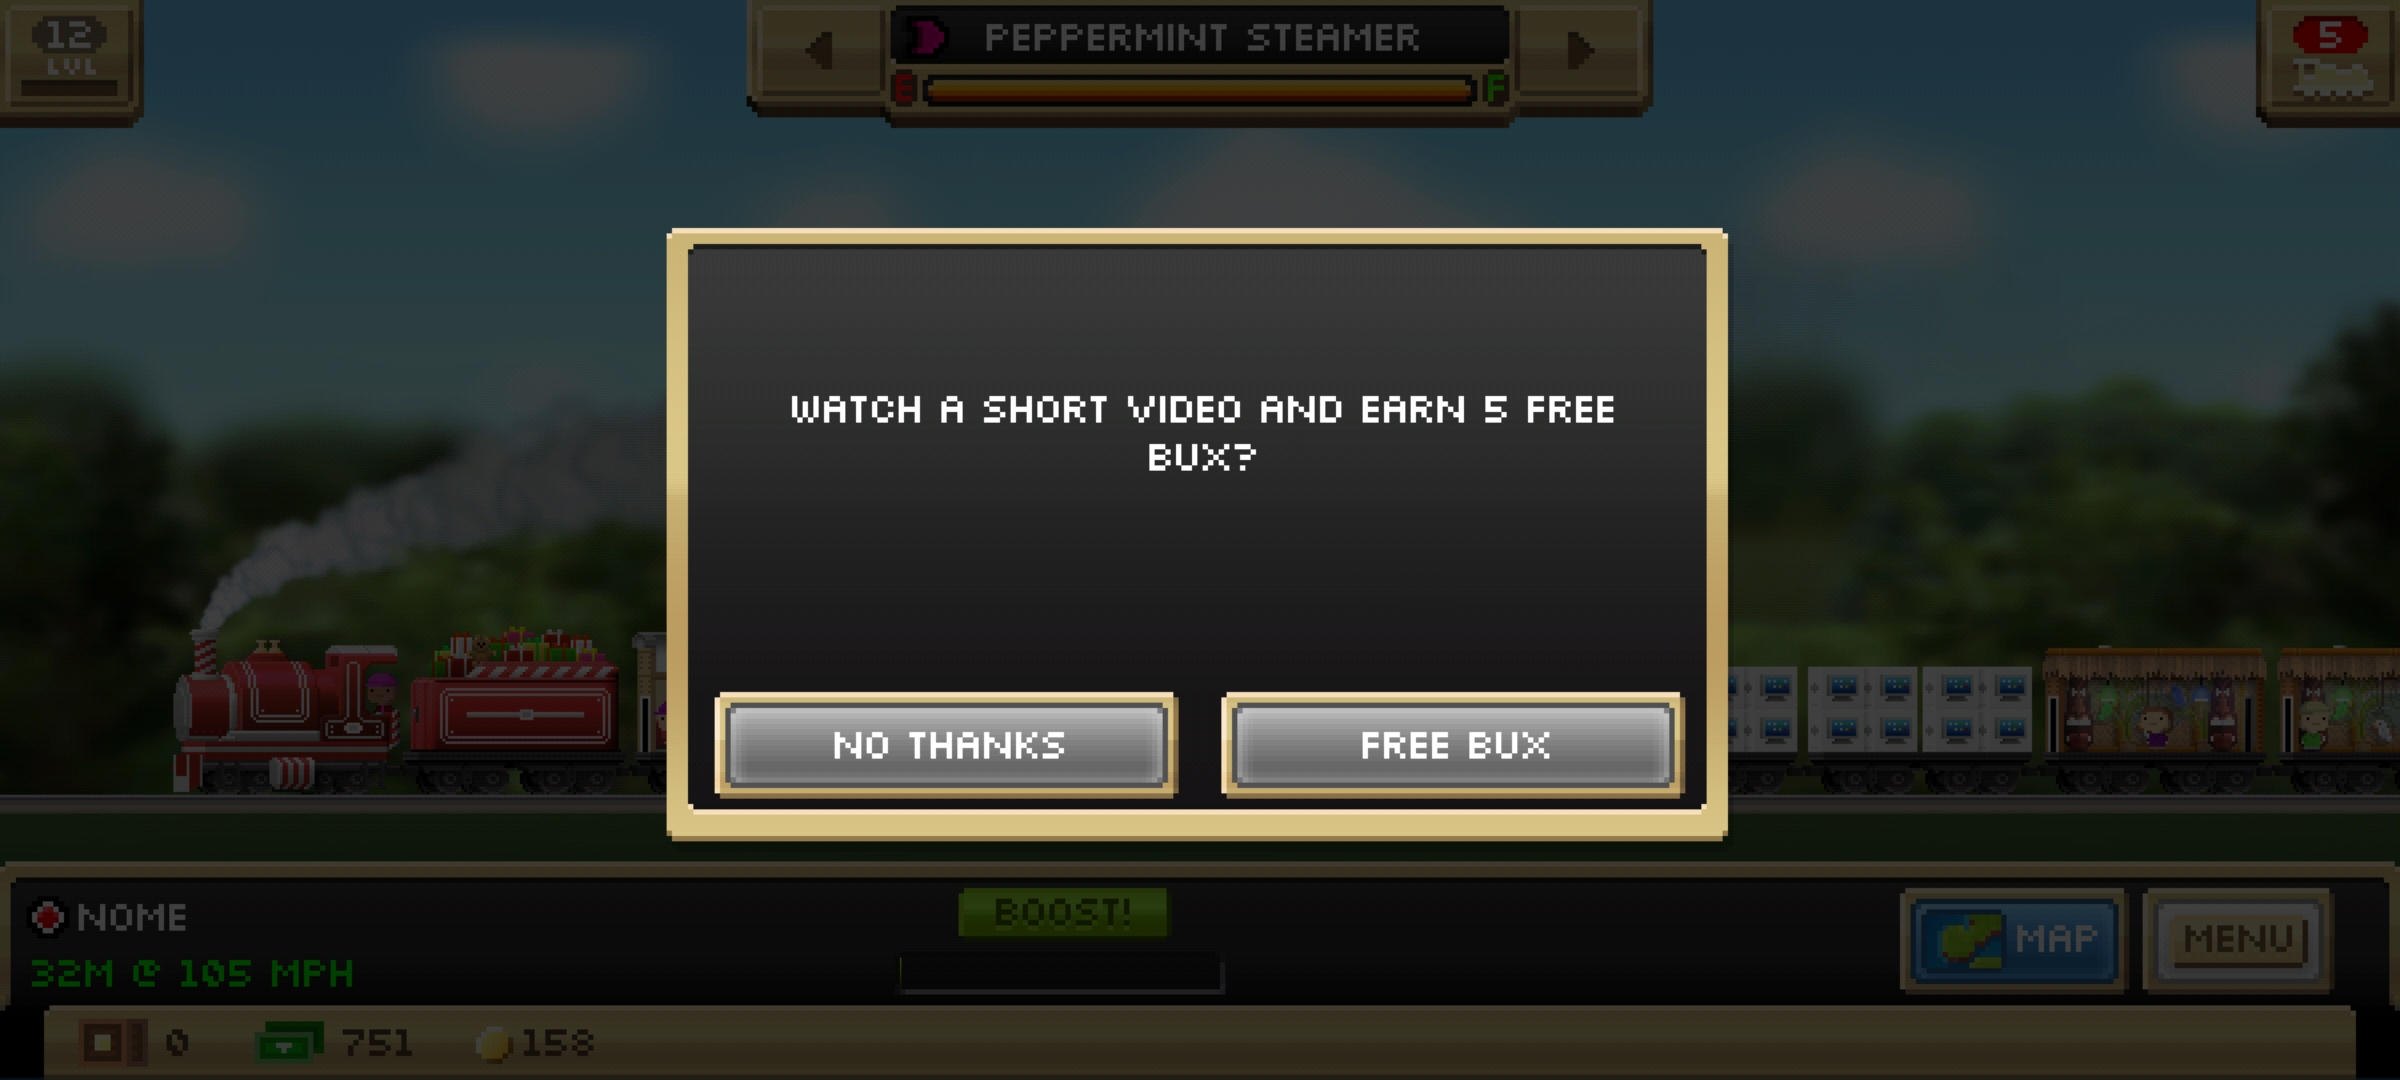 12
LVL
PEPPERMINT STEAMER
E F
5
WATCH A SHORT VIDEO AND EARN 5 FREE
BUX?
NO THANKS
FREE BUX
NOME
32M @ 105 MPH
BOOST!
MAP
MENU
0
751
158